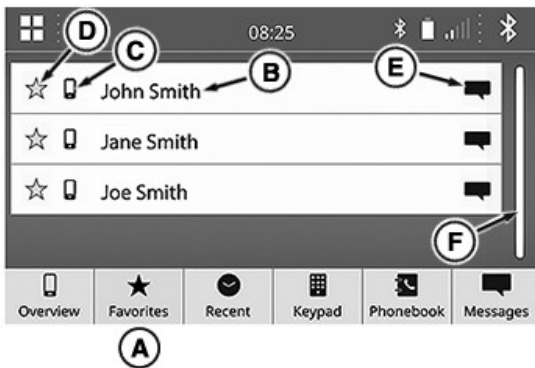 D
C
08:25
B
E
John Smith
Jane Smith
Joe Smith
F
Overview Favorites Recent Keypad Phonebook Messages
A